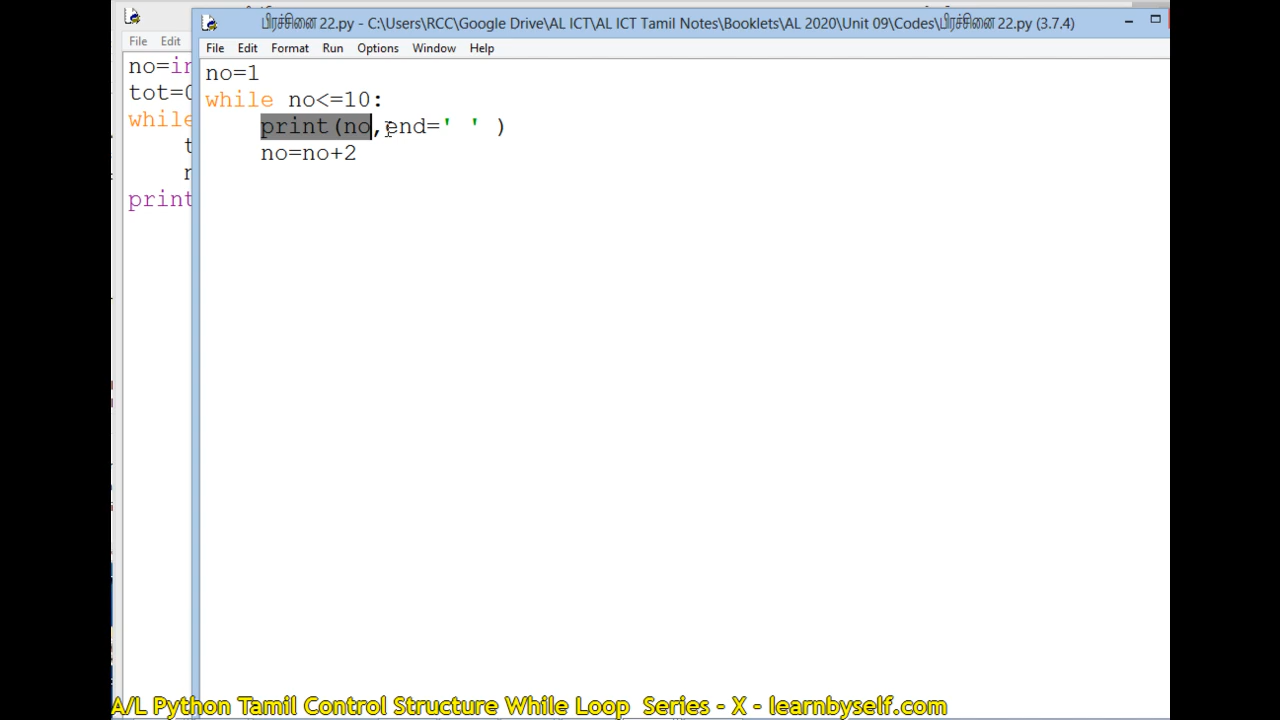 பிரச்சினை 22.py - C:\Users\RCC\Google Drive\AL ICT\AL ICT Tamil Notes\Booklets\AL 2020\Unit 09\Codes\பிரச்சினை 22.py (3.7.4)
File Edit
File Edit Format Run Options Window Help
no=in
tot=0
while
t
n
print
no=1
while no<=10:
print(no,end=' ' )
no=no+2
A/L Python Tamil Control Structure While Loop Series - X - learnbyself.com